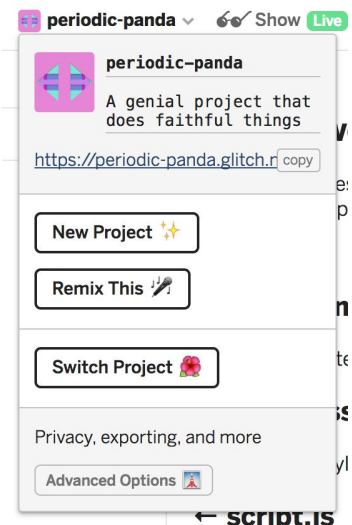 periodic-panda
Show
Live
periodic-panda
A genial project that
does faithful things
https://periodic-panda.glitch.
copy
New Project
Remix This
Switch Project
Privacy, exporting, and more
Advanced Options
← script.js